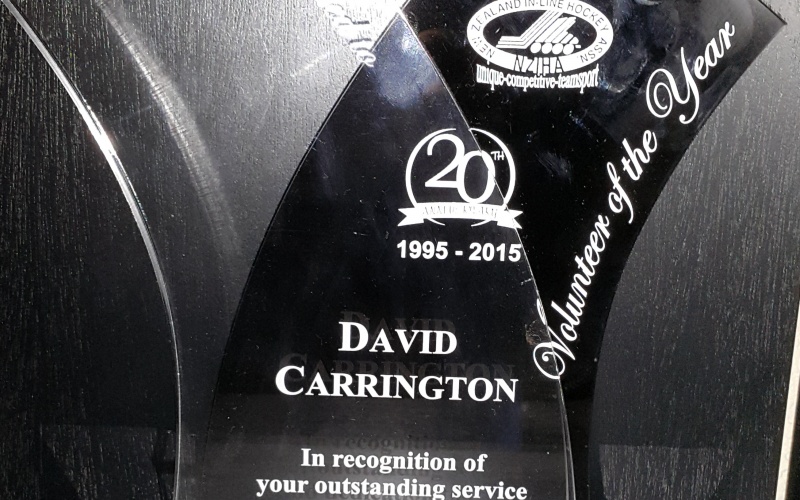 NEW ZEALAND IN-LINE HOCKEY ASSN
NZIHA
unique-competitive-teamsport
Volunteer of the Year
20TH
ANNIVERSARY
1995 - 2015
DAVID
CARRINGTON
In recognition of
your outstanding service